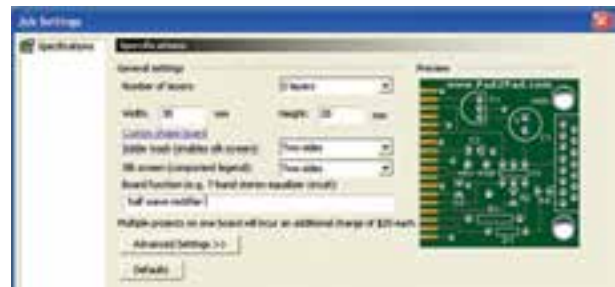 Job Settings
Specifications
Specifications
General settings
Preview
Number of layers:
2 layers
Width:
mm
Height:
mm
Custom shape board
Solder mask (enables silk screen):
Two sides
Silk screen (component legend):
Two sides
Board function (e.g. 7 band stereo equalizer circuit):
half wave rectifier
Multiple projects on one board will incur an additional charge of $25 each.
Advanced Settings >>
Defaults
www.Pad2Pad.com